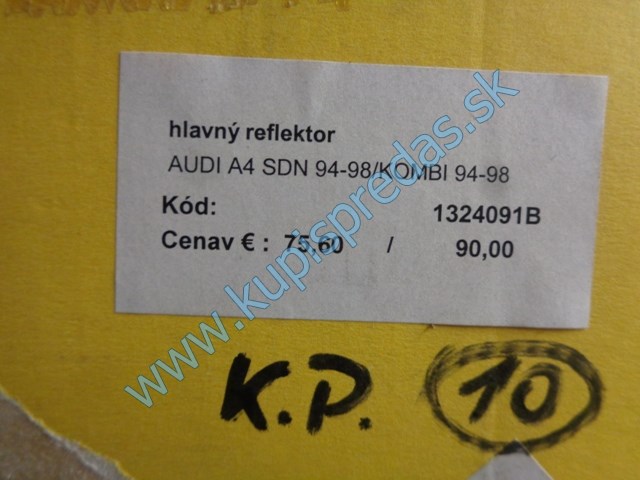 hlavný reflektor
AUDI A4 SDN 94-98/KOMBI 94-98
Kód: 1324091B
Cenav € : 75,60 / 90,00
www.kupispredas.sk
K.P. 10